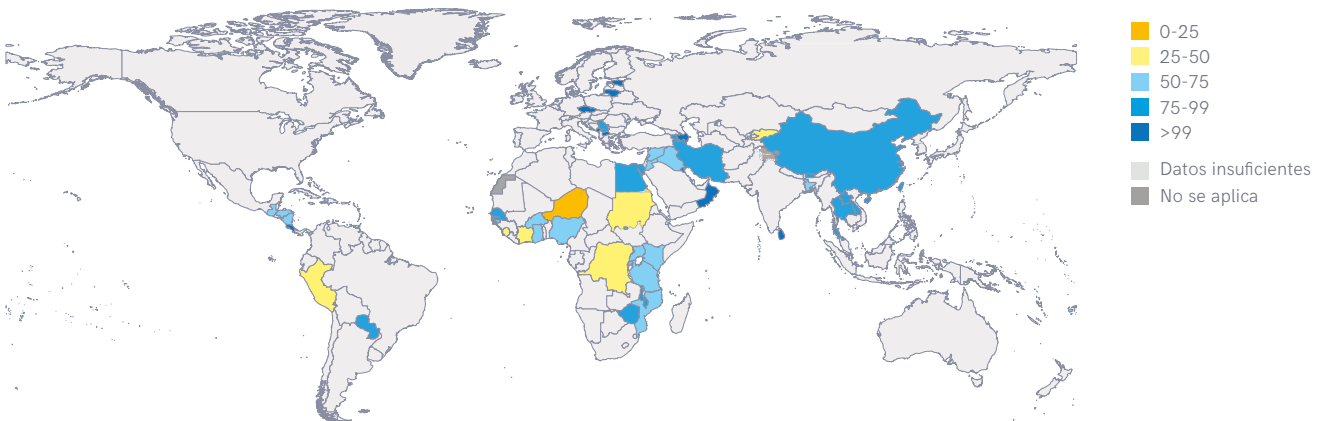 0-25
25-50
50-75
75-99
>99
Datos insuficientes
No se aplica